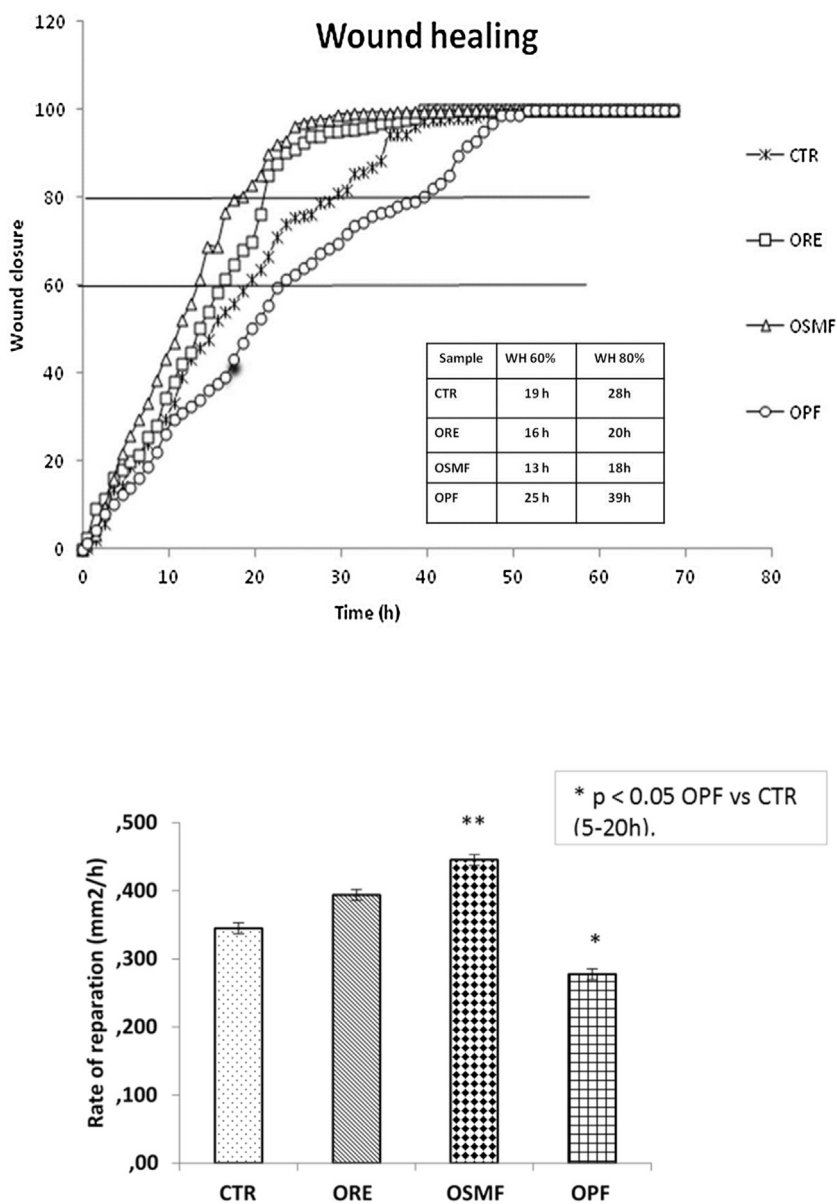 Wound healing
120
100
80
60
40
20
0
Wound closure
0 10 20 30 40 50 60 70 80
Time (h)
CTR
ORE
OSMF
OPF
Sample WH 60% WH 80%
CTR 19 h 28h
ORE 16 h 20h
OSMF 13 h 18h
OPF 25 h 39h
* p < 0.05 OPF vs CTR
(5-20h).
,500
,400
,300
,200
,100
,00
Rate of reparation (mm2/h)
**
*
CTR ORE OSMF OPF